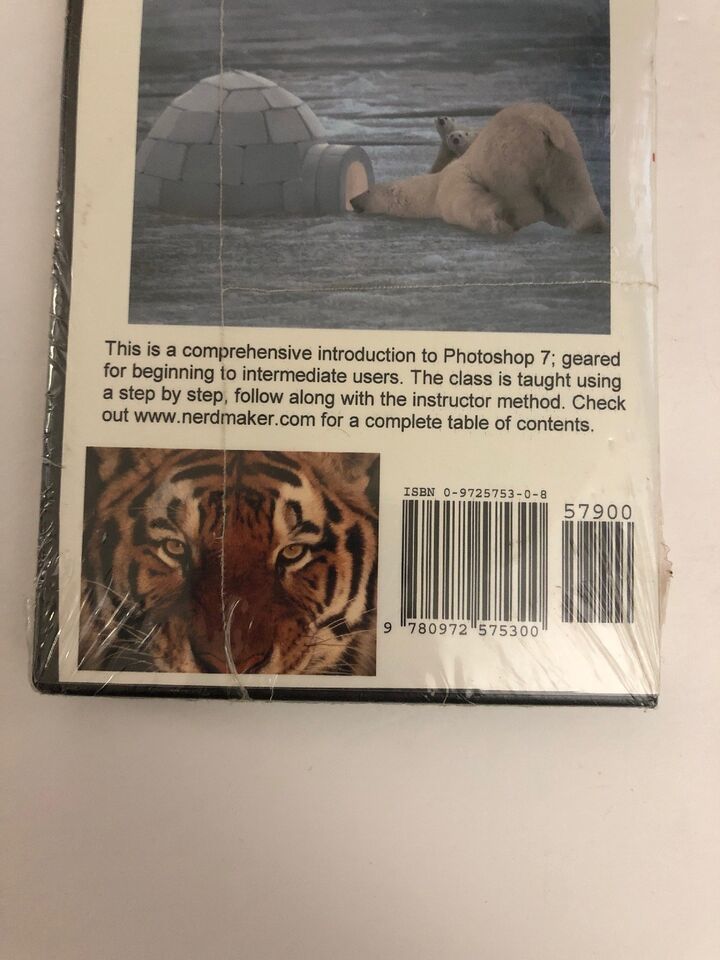 This is a comprehensive introduction to Photoshop 7; geared
for beginning to intermediate users. The class is taught using
a step by step, follow along with the instructor method. Check
out www.nerdmaker.com for a complete table of contents.
ISBN 0-9725753-0-8
57900
9 780972 575300